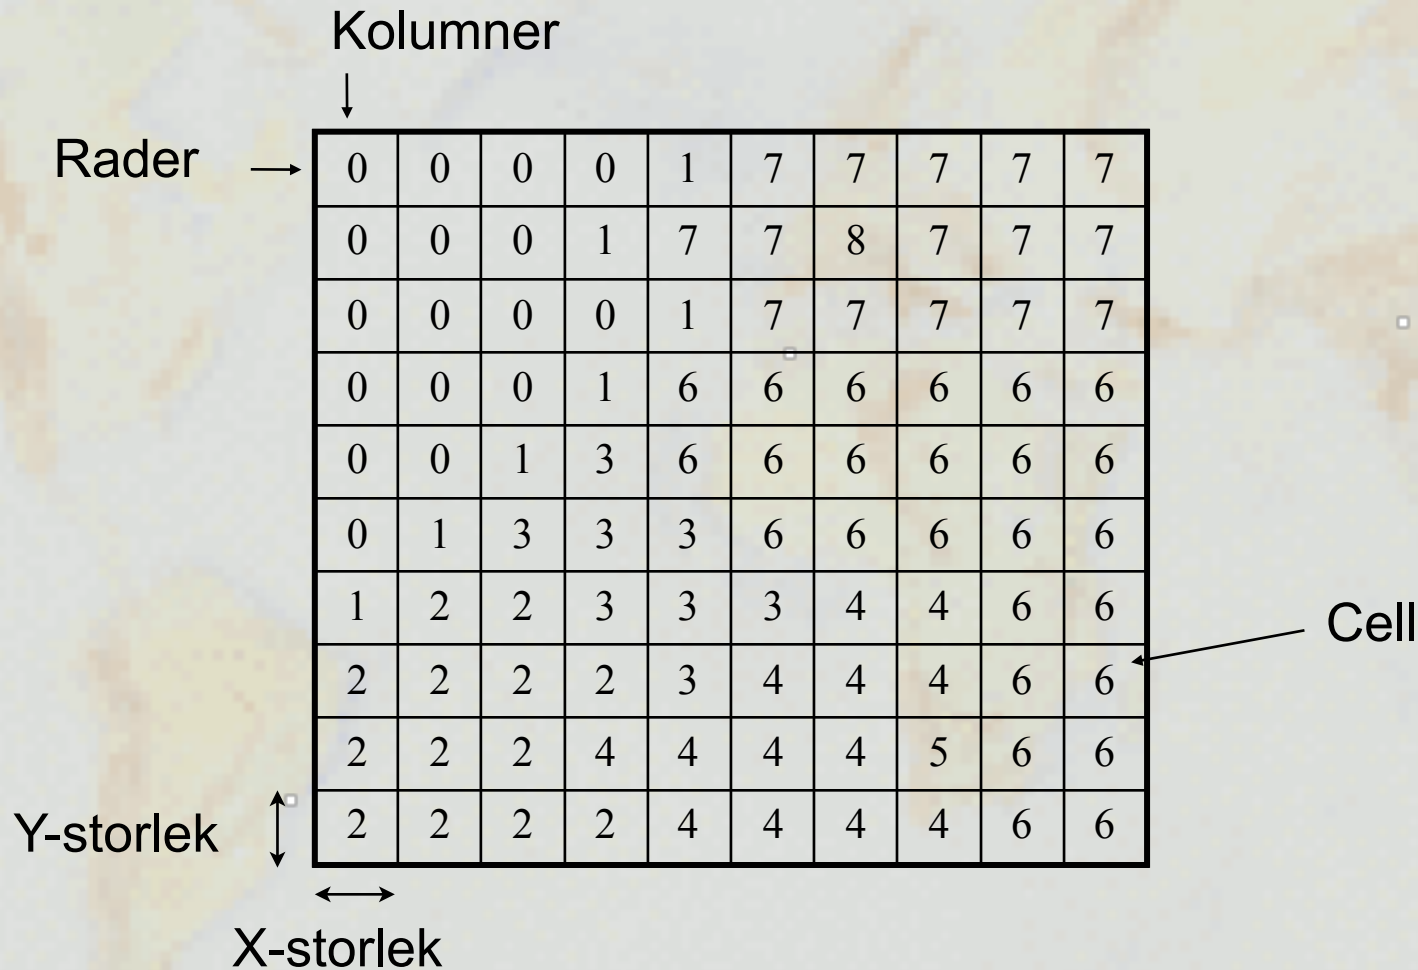 Kolumner
Rader
0 0 0 0 1 7 7 7 7 7
0 0 0 1 7 7 8 7 7 7
0 0 0 0 1 7 7 7 7 7
0 0 0 1 6 6 6 6 6 6
0 0 1 3 6 6 6 6 6 6
0 1 3 3 3 6 6 6 6 6
1 2 2 3 3 3 4 4 6 6
Cell
2 2 2 2 3 4 4 4 6 6
2 2 2 4 4 4 4 5 6 6
Y-storlek
2 2 2 2 4 4 4 4 6 6
X-storlek